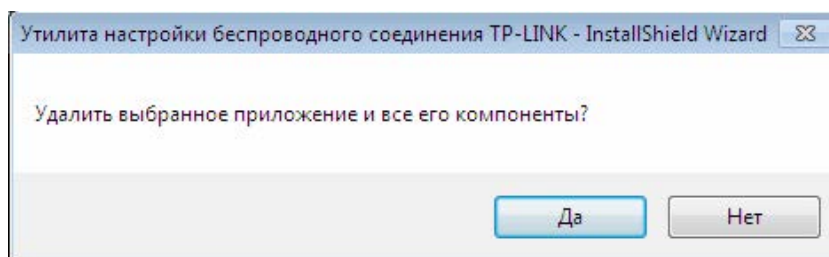 Утилита настройки беспроводного соединения TP-LINK - InstallShield Wizard
Удалить выбранное приложение и все его компоненты?
Да
Нет